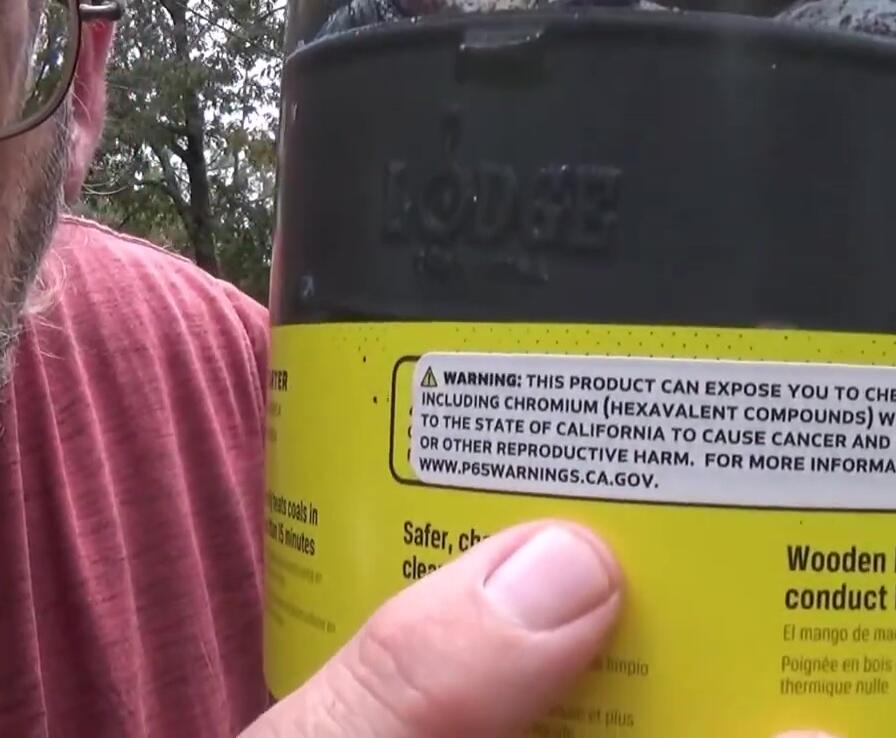 LODGE
WARNING: THIS PRODUCT CAN EXPOSE YOU TO CHE
INCLUDING CHROMIUM (HEXAVALENT COMPOUNDS) W
TO THE STATE OF CALIFORNIA TO CAUSE CANCER AND
OR OTHER REPRODUCTIVE HARM. FOR MORE INFORMA
WWW.P65WARNINGS.CA.GOV.
heats coals in
15 minutes
Safer, ch
clea
Wooden
conduct
El mango de ma
Poignée en bois
thermique nulle
limpio
et plus